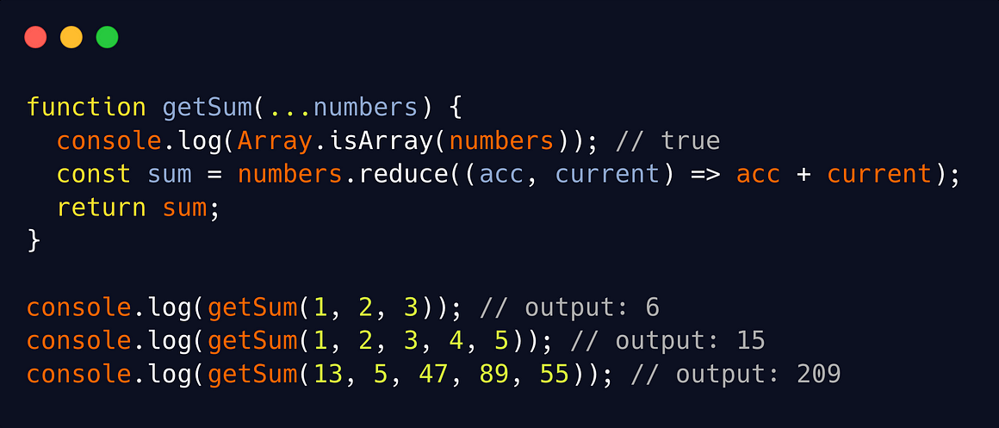 function getSum(...numbers) {
  console.log(Array.isArray(numbers)); // true
  const sum = numbers.reduce((acc, current) => acc + current);
  return sum;
}

console.log(getSum(1, 2, 3)); // output: 6
console.log(getSum(1, 2, 3, 4, 5)); // output: 15
console.log(getSum(13, 5, 47, 89, 55)); // output: 209